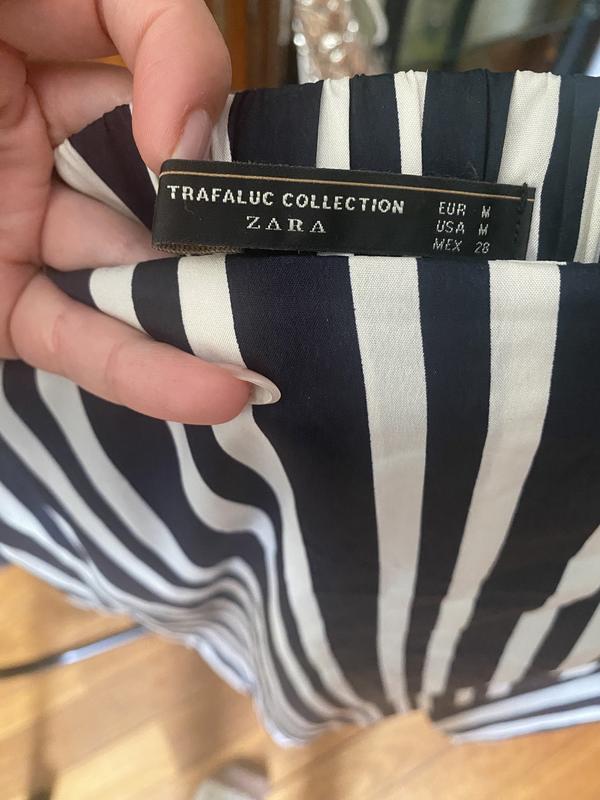 TRAFALUC COLLECTION
ZARA
EUR M
USA M
MEX 28